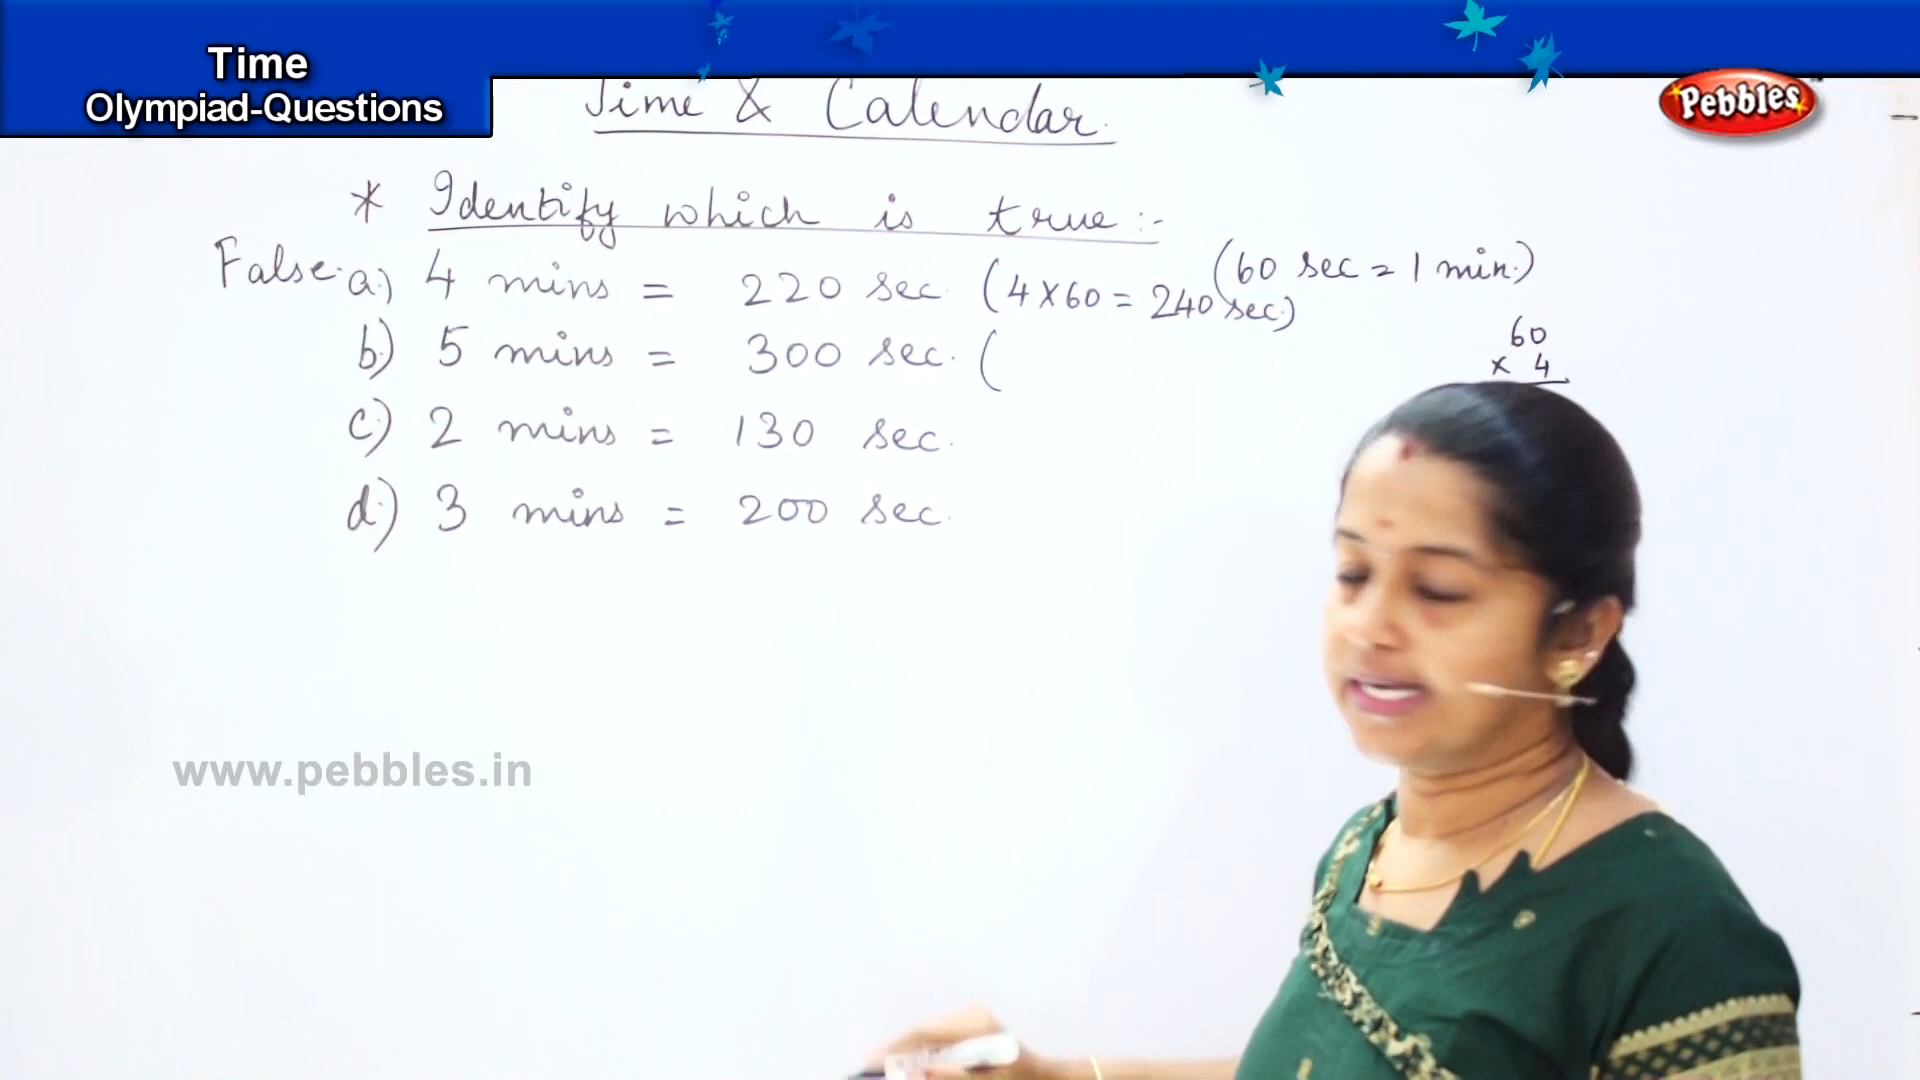 Time
Olympiad-Questions
Pebbles
Time & Calendar.
* Identify which is true :-
(60 sec = 1 min.)
False. a.) 4 mins = 220 sec. (4 x 60 = 240 sec.)
b.) 5 mins = 300 sec. (
60
x 4
c.) 2 mins = 130 sec.
d.) 3 mins = 200 sec.
www.pebbles.in